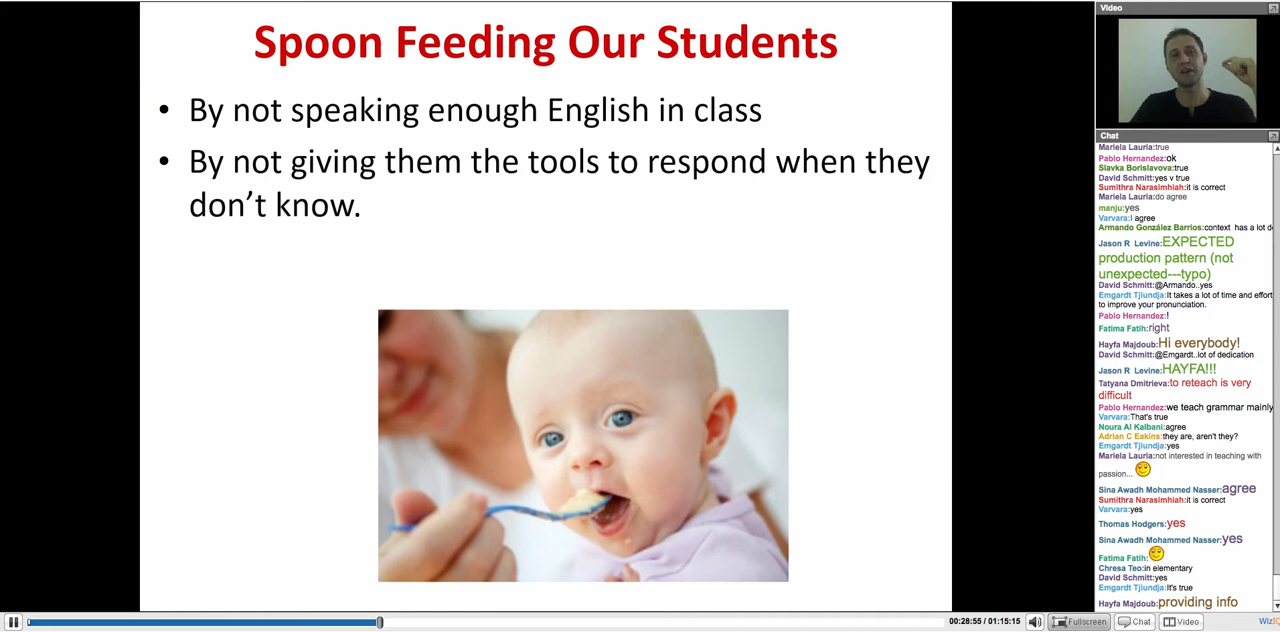 Spoon Feeding Our Students
• By not speaking enough English in class
• By not giving them the tools to respond when they
don't know.
Video
Chat
Mariela Lauria:true
Pablo Hernandez:ok
Slavka Borislavova:true
David Schmitt:yes v true
Sumithra Narasimhiah:it is correct
Mariela Lauria:do agree
manju:yes
Varvara:I agree
Armando González Barrios:context has a lot d
Jason R Levine:EXPECTED
production pattern (not
unexpected---typo)
David Schmitt:@Armando..yes
Emgardt Tjiundja:It takes a lot of time and effort
to improve your pronunciation.
Pablo Hernandez:!
Fatima Fatih:right
Hayfa Majdoub:Hi everybody!
David Schmitt:@Emgardt..lot of dedication
Jason R Levine:HAYFA!!!
Tatyana Dmitrieva:to reteach is very
difficult
Pablo Hernandez:we teach grammar mainly
Varvara:That's true
Noura Al Kalbani:agree
Adrian C Eakins:they are, aren't they?
Emgardt Tjiundja:yes
Mariela Lauria:not interested in teaching with
passion...
Sina Awadh Mohammed Nasser:agree
Sumithra Narasimhiah:it is correct
Varvara:yes
Thomas Hodgers:yes
Sina Awadh Mohammed Nasser:yes
Fatima Fatih:
Chresa Teo:in elementary
David Schmitt:yes
Emgardt Tjiundja:It's true
Hayfa Majdoub:providing info
00:28:55 / 01:15:15
Fullscreen
Chat
Video
WizIQ